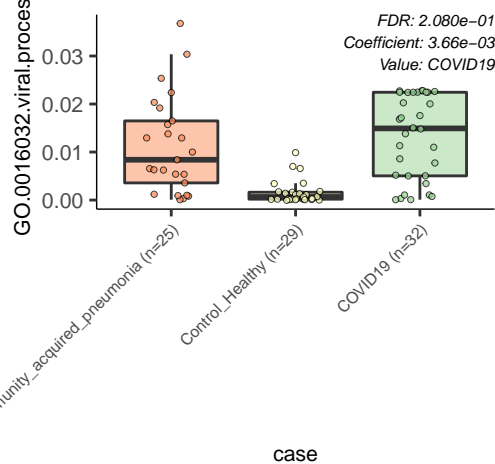 FDR: 2.080e−01
Coefficient: 3.66e−03
Value: COVID19
GO.0016032.viral.proces
0.03
0.02
0.01
0.00
unity_acquired_pneumonia (n=25)
Control_Healthy (n=29)
COVID19 (n=32)
case